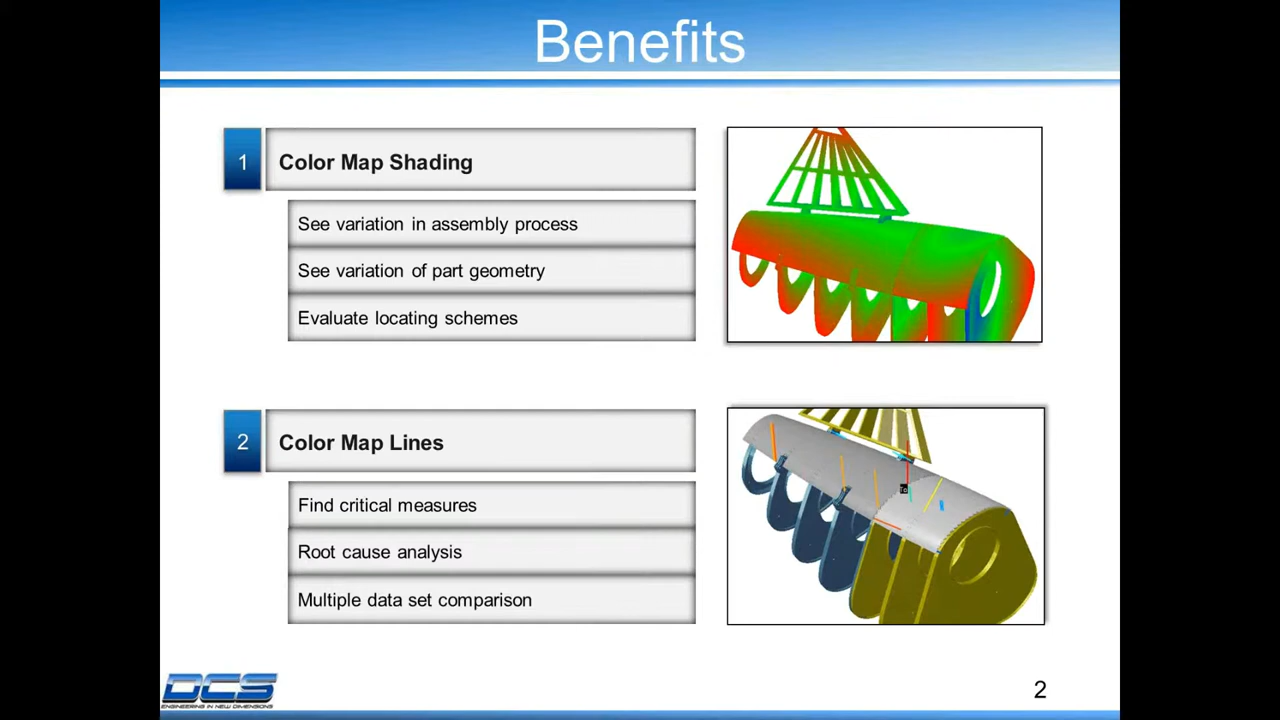 Benefits
1
Color Map Shading
See variation in assembly process
See variation of part geometry
Evaluate locating schemes
2
Color Map Lines
Find critical measures
Root cause analysis
Multiple data set comparison
DCS
ENGINEERING IN NEW DIMENSIONS
2